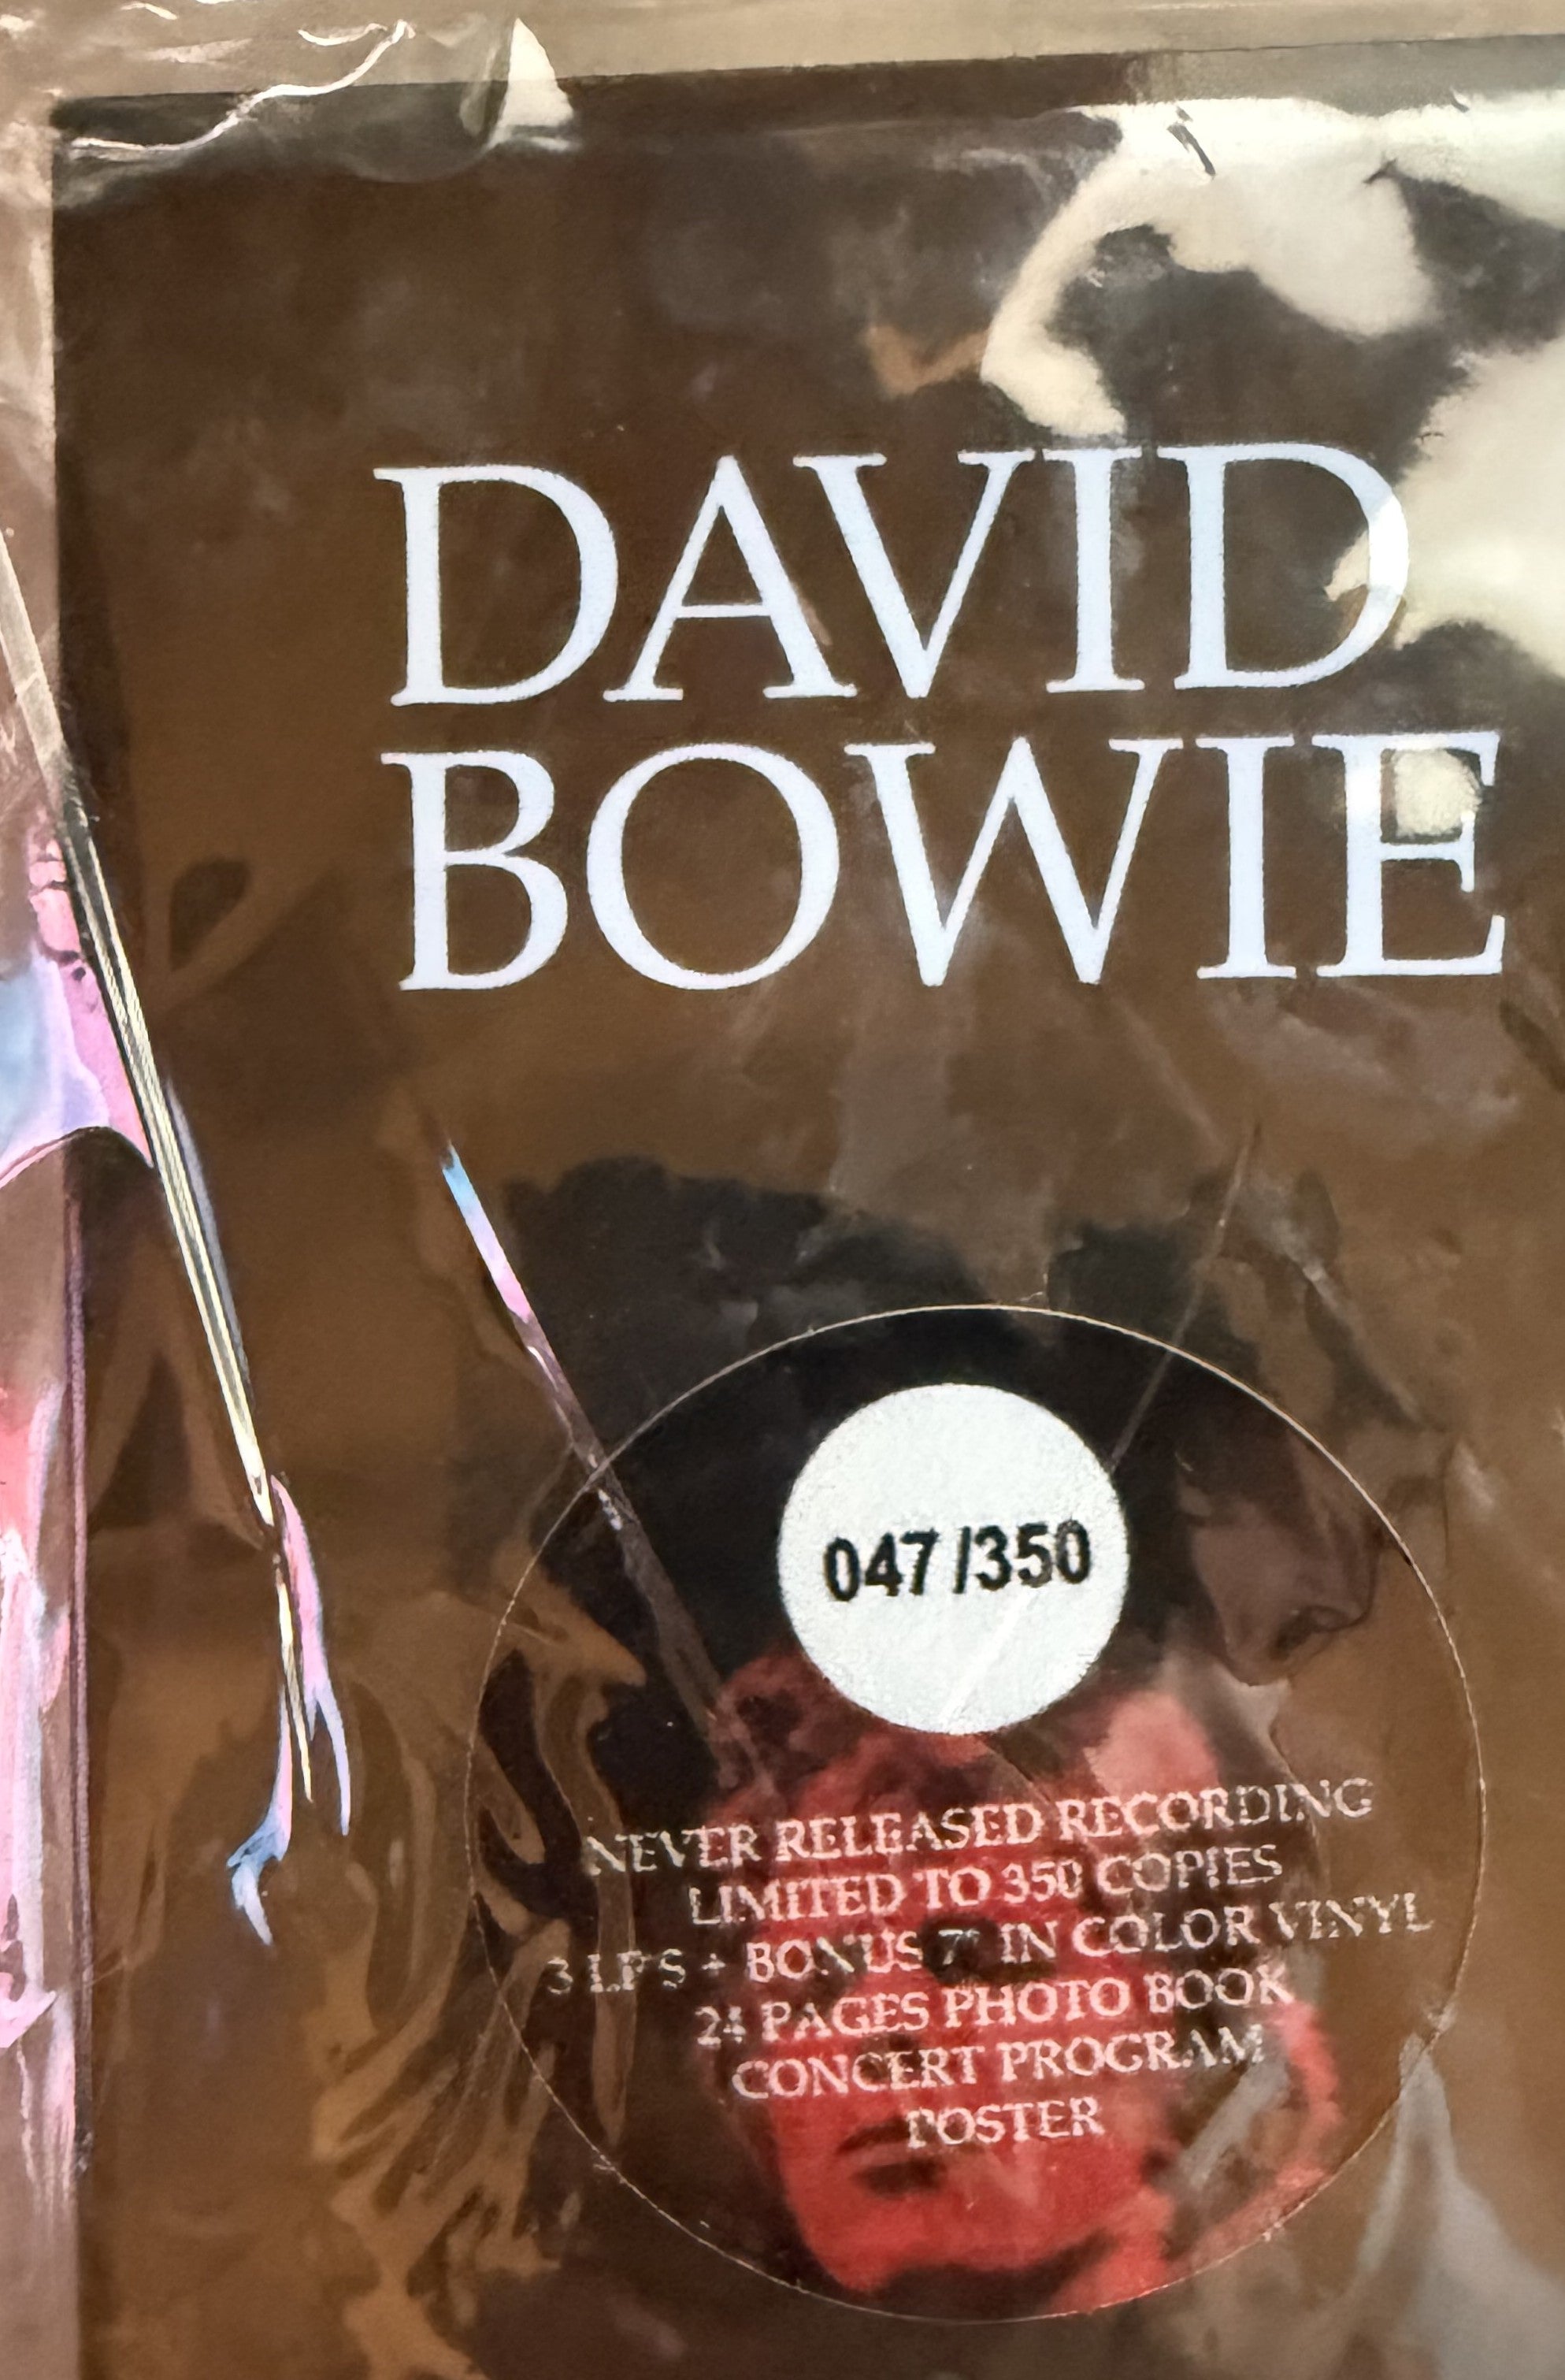 DAVID
BOWIE
047/350
NEVER RELEASED RECORDING
LIMITED TO 350 COPIES
3 LP'S + BONUS 7" IN COLOR VINYL
24 PAGES PHOTO BOOK
CONCERT PROGRAM
POSTER